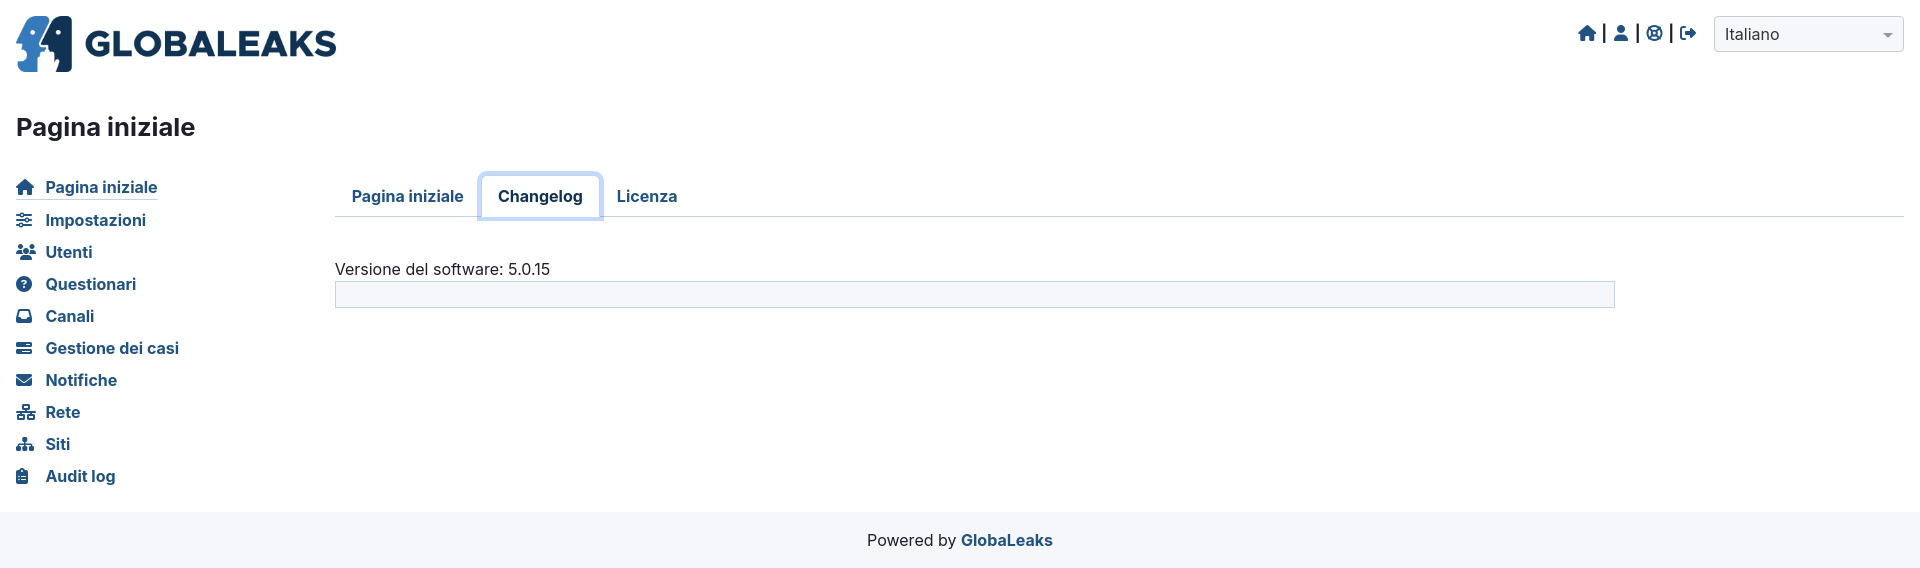 GLOBALEAKS
Italiano
Pagina iniziale
Pagina iniziale
Impostazioni
Utenti
Questionari
Canali
Gestione dei casi
Notifiche
Rete
Siti
Audit log
Pagina iniziale Changelog Licenza
Versione del software: 5.0.15
Powered by GlobaLeaks